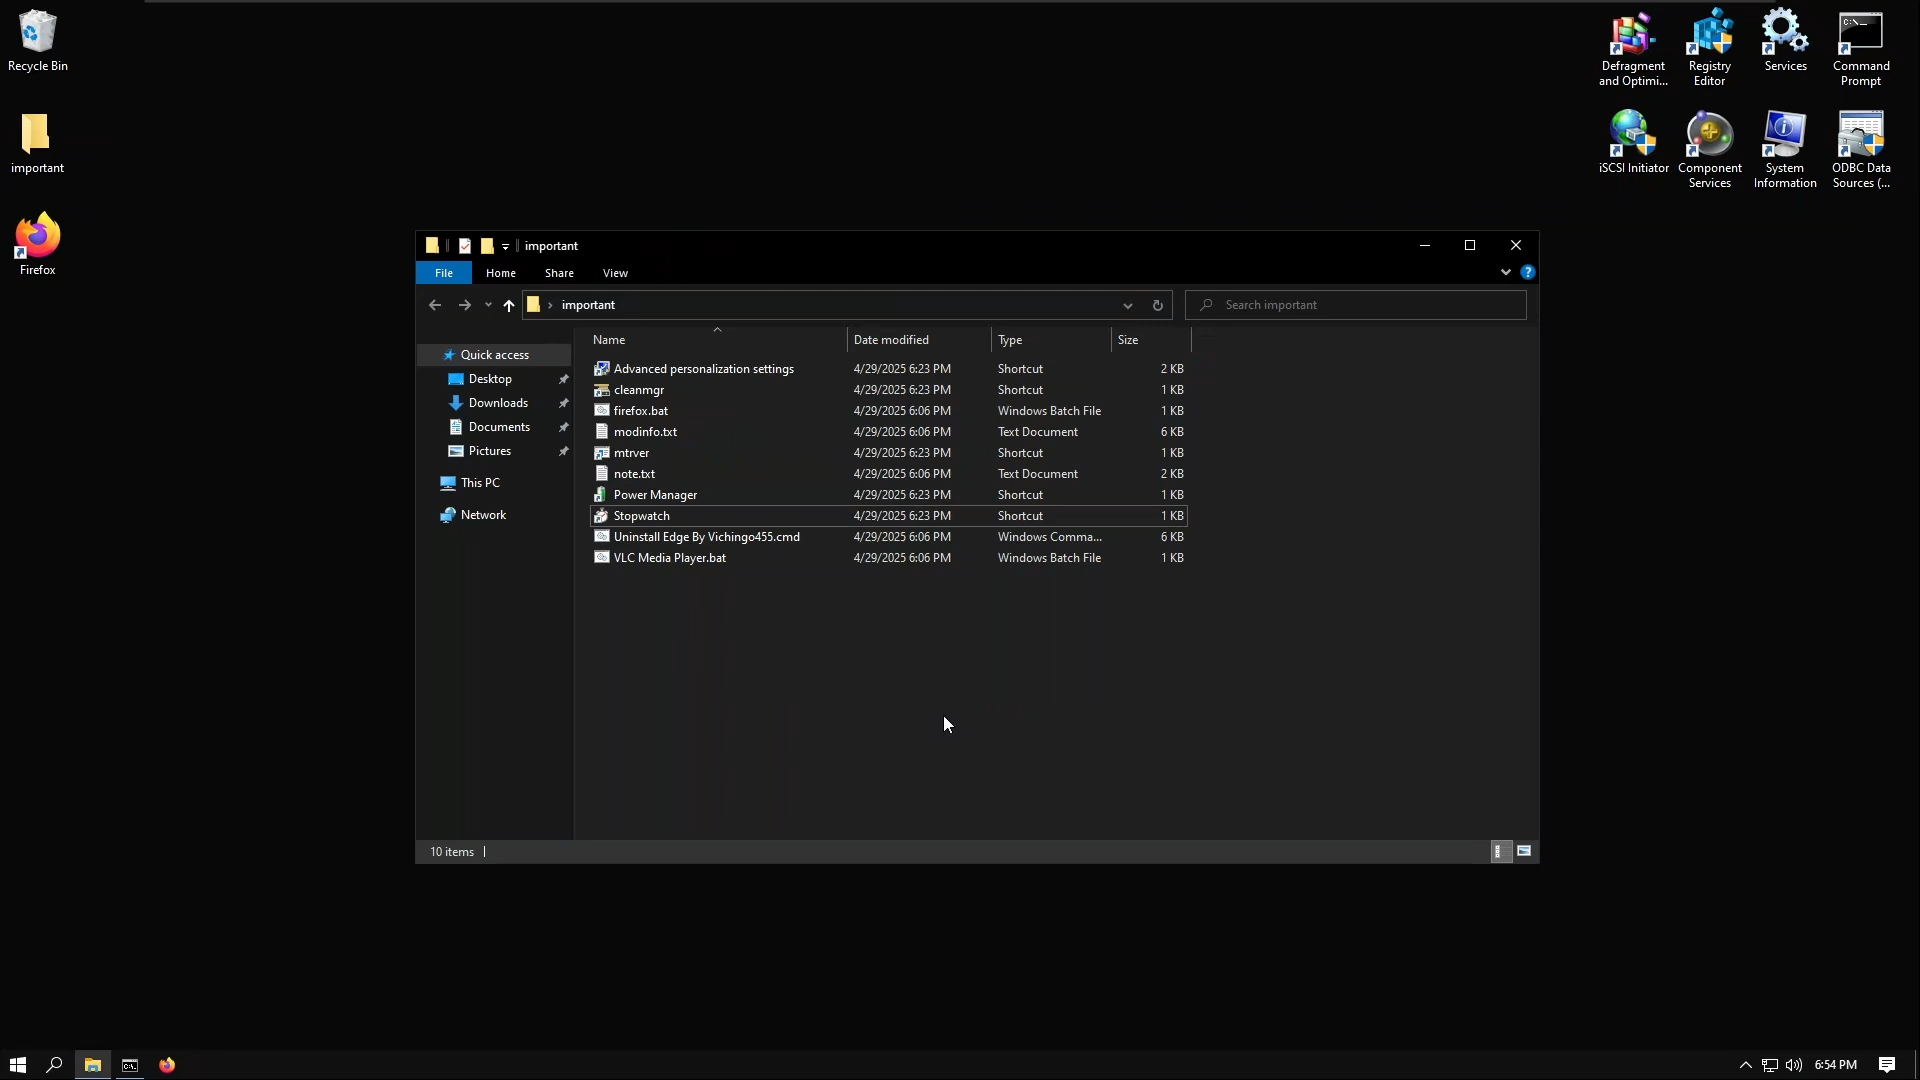 Recycle Bin
important
Firefox
Defragment
and Optimi...
Registry
Editor
Services
Command
Prompt
iSCSI Initiator
Component
Services
System
Information
ODBC Data
Sources (...
important
File
Home
Share
View
important
Search important
Quick access
Desktop
Downloads
Documents
Pictures
This PC
Network
Name Date modified Type Size
Advanced personalization settings 4/29/2025 6:23 PM Shortcut 2 KB
cleanmgr 4/29/2025 6:23 PM Shortcut 1 KB
firefox.bat 4/29/2025 6:06 PM Windows Batch File 1 KB
modinfo.txt 4/29/2025 6:06 PM Text Document 6 KB
mtrver 4/29/2025 6:23 PM Shortcut 1 KB
note.txt 4/29/2025 6:06 PM Text Document 2 KB
Power Manager 4/29/2025 6:23 PM Shortcut 1 KB
Stopwatch 4/29/2025 6:23 PM Shortcut 1 KB
Uninstall Edge By Vichingo455.cmd 4/29/2025 6:06 PM Windows Comma... 6 KB
VLC Media Player.bat 4/29/2025 6:06 PM Windows Batch File 1 KB
10 items
6:54 PM